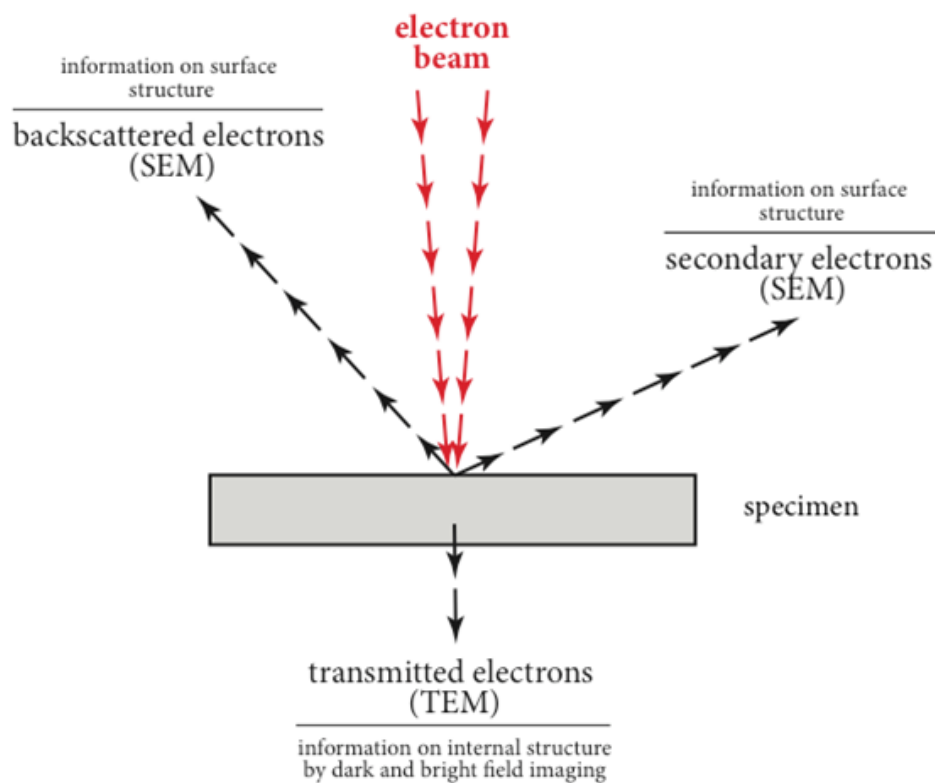 electron
beam
information on surface
structure
backscattered electrons
(SEM)
information on surface
structure
secondary electrons
(SEM)
specimen
transmitted electrons
(TEM)
information on internal structure
by dark and bright field imaging